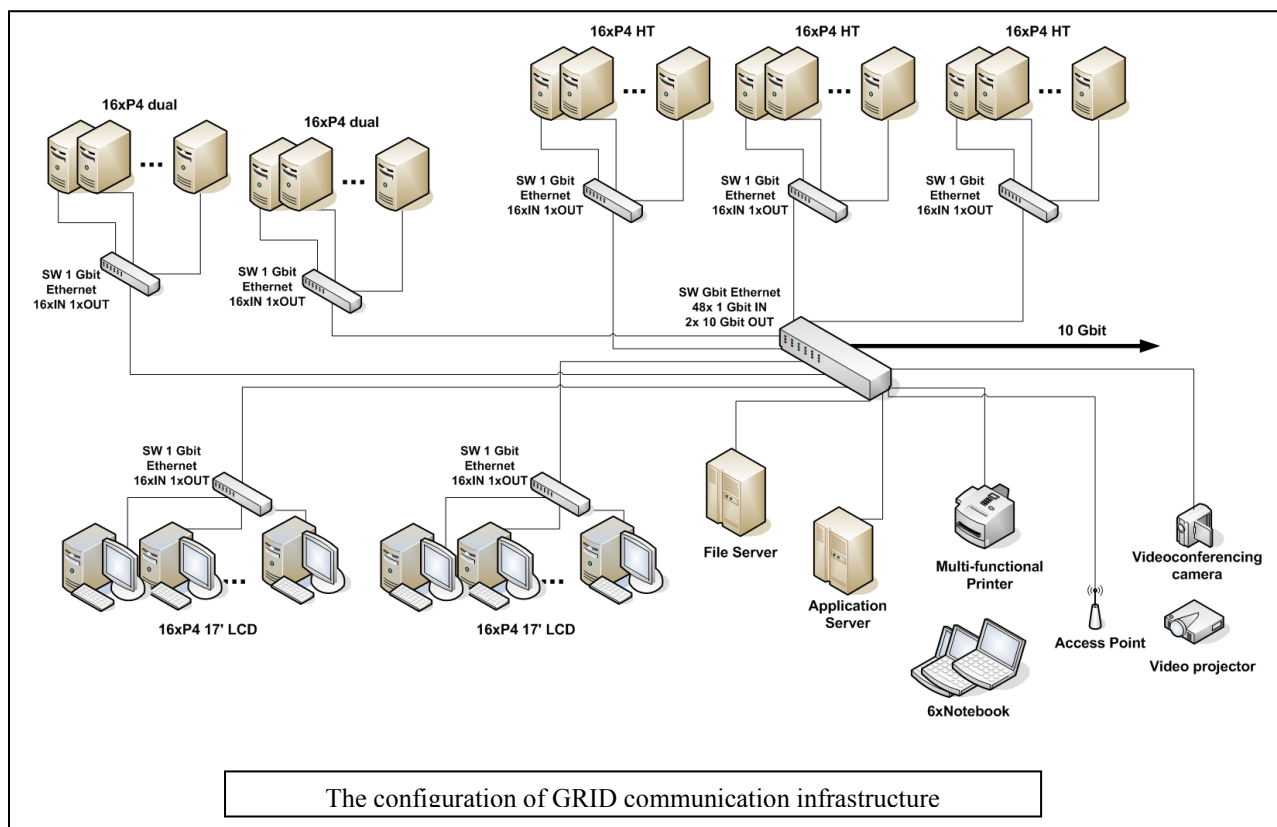 16xP4 HT
16xP4 HT
16xP4 HT
16xP4 dual
16xP4 dual
SW 1 Gbit
Ethernet
16xIN 1xOUT
SW 1 Gbit
Ethernet
16xIN 1xOUT
SW 1 Gbit
Ethernet
16xIN 1xOUT
SW 1 Gbit
Ethernet
16xIN 1xOUT
SW 1 Gbit
Ethernet
16xIN 1xOUT
SW Gbit Ethernet
48x 1 Gbit IN
2x 10 Gbit OUT
10 Gbit
SW 1 Gbit
Ethernet
16xIN 1xOUT
SW 1 Gbit
Ethernet
16xIN 1xOUT
File Server
Application
Server
Multi-functional
Printer
Videoconferencing
camera
16xP4 17' LCD
16xP4 17' LCD
Access Point
Video projector
6xNotebook
The configuration of GRID communication infrastructure